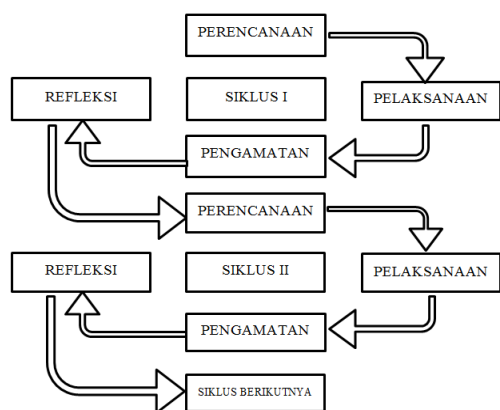 PERENCANAAN
REFLEKSI
SIKLUS I
PELAKSANAAN
PENGAMATAN
PERENCANAAN
REFLEKSI
SIKLUS II
PELAKSANAAN
PENGAMATAN
SIKLUS BERIKUTNYA